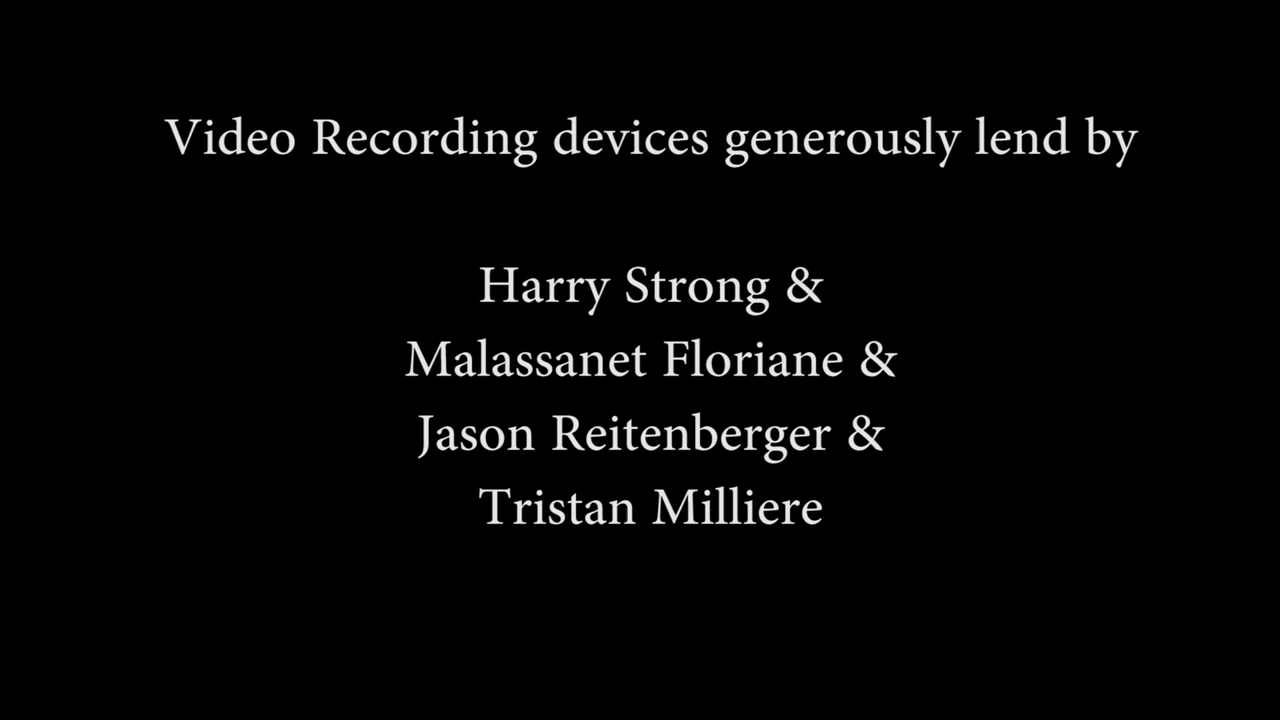 Video Recording devices generously lend by
Harry Strong &
Malassanet Floriane &
Jason Reitenberger &
Tristan Milliere